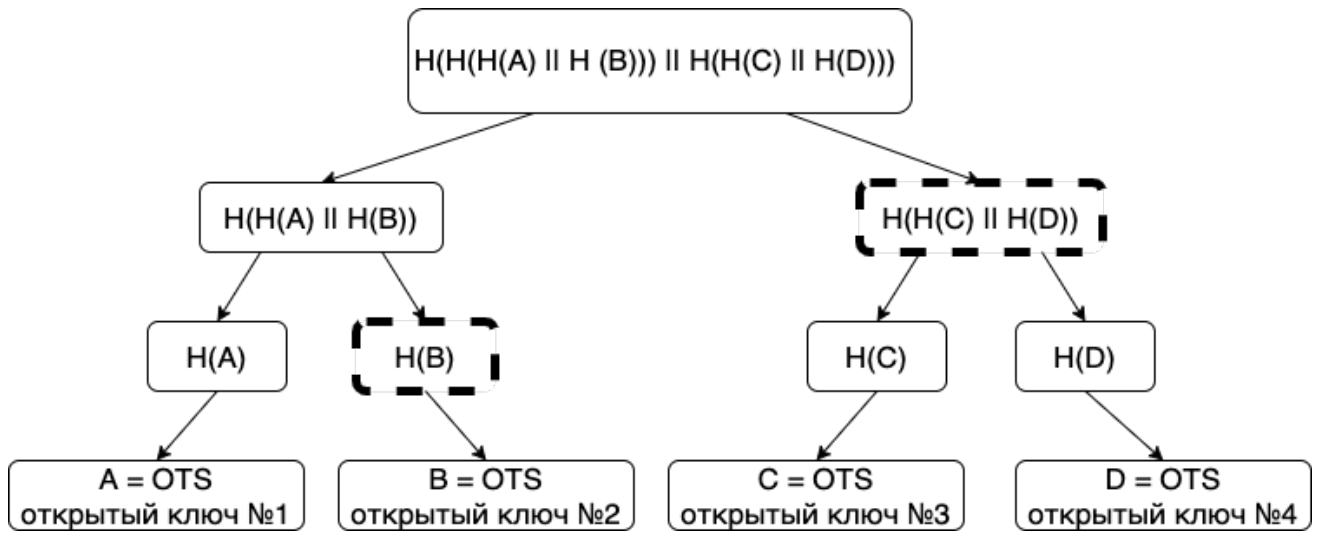 H(H(H(A) || H (B))) || H(H(C) || H(D)))
H(H(A) || H(B))
H(H(C) || H(D))
H(A)
H(B)
H(C)
H(D)
A = OTS
открытый ключ №1
B = OTS
открытый ключ №2
C = OTS
открытый ключ №3
D = OTS
открытый ключ №4